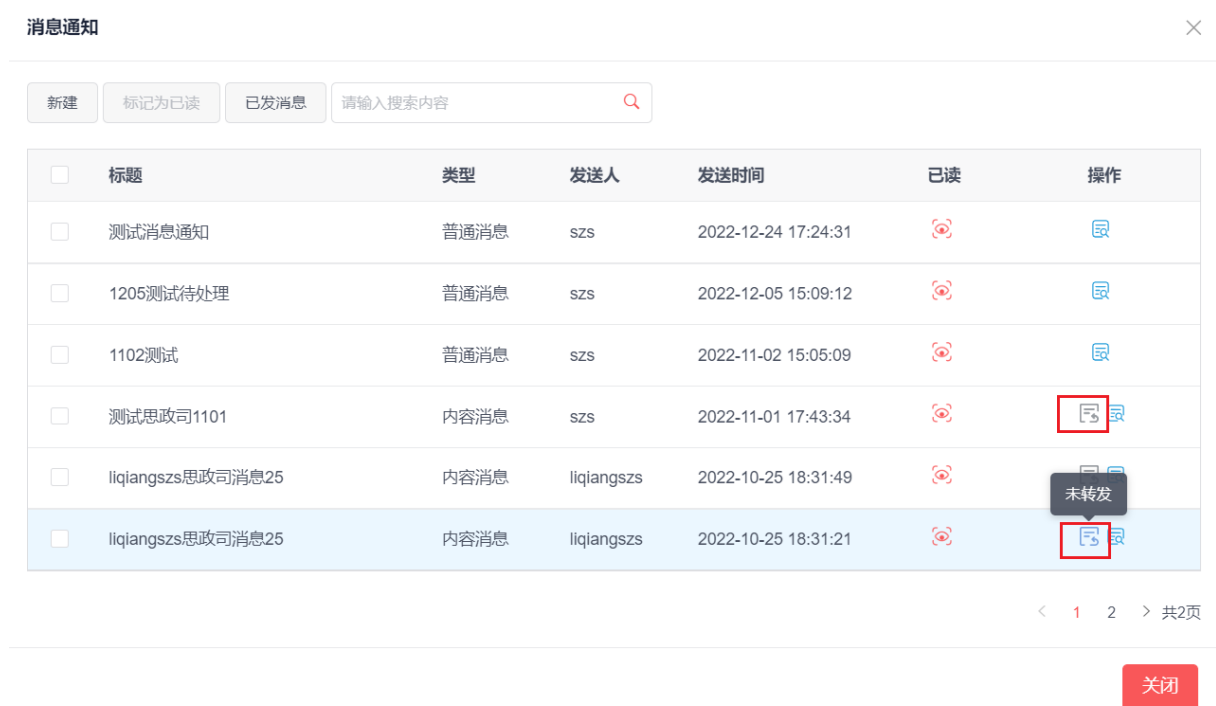 消息通知
新建 标记为已读 已发消息 请输入搜索内容
标题 类型 发送人 发送时间 已读 操作
测试消息通知 普通消息 szs 2022-12-24 17:24:31
1205测试待处理 普通消息 szs 2022-12-05 15:09:12
1102测试 普通消息 szs 2022-11-02 15:05:09
测试思政司1101 内容消息 szs 2022-11-01 17:43:34
liqiangszs思政司消息25 内容消息 liqiangszs 2022-10-25 18:31:49
未转发
liqiangszs思政司消息25 内容消息 liqiangszs 2022-10-25 18:31:21
1 2 共2页
关闭